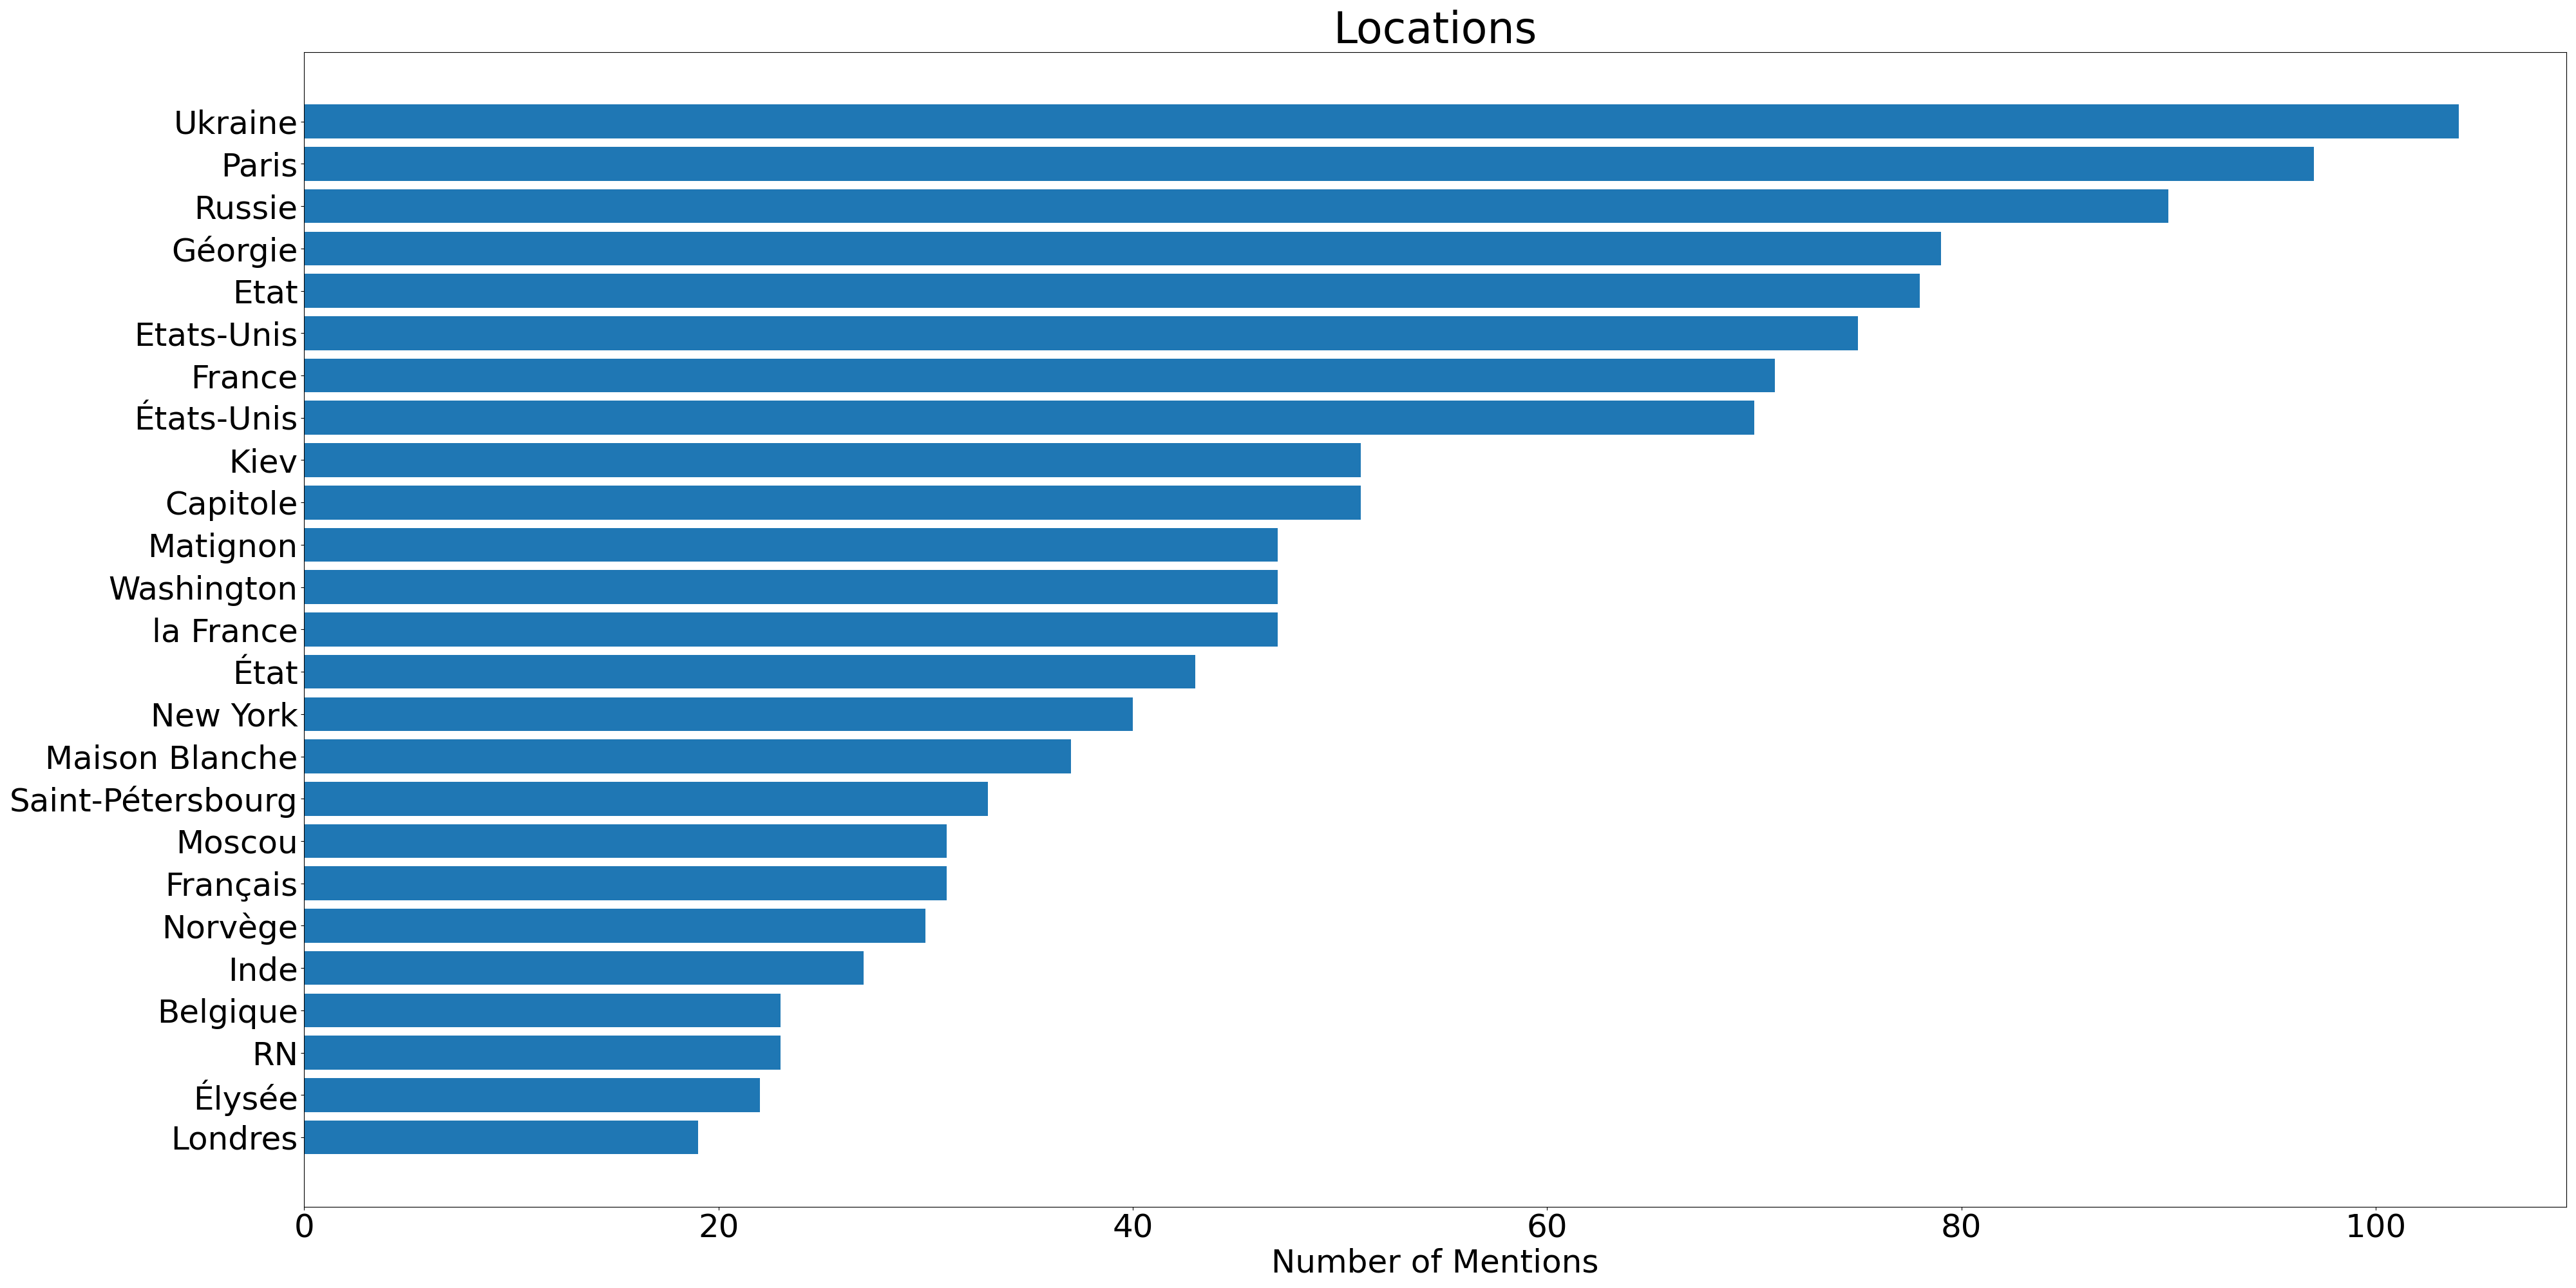 Locations
Ukraine
Paris
Russie
Géorgie
Etat
Etats-Unis
France
États-Unis
Kiev
Capitole
Matignon
Washington
la France
État
New York
Maison Blanche
Saint-Pétersbourg
Moscou
Français
Norvège
Inde
Belgique
RN
Élysée
Londres
0 20 40 60 80 100
Number of Mentions